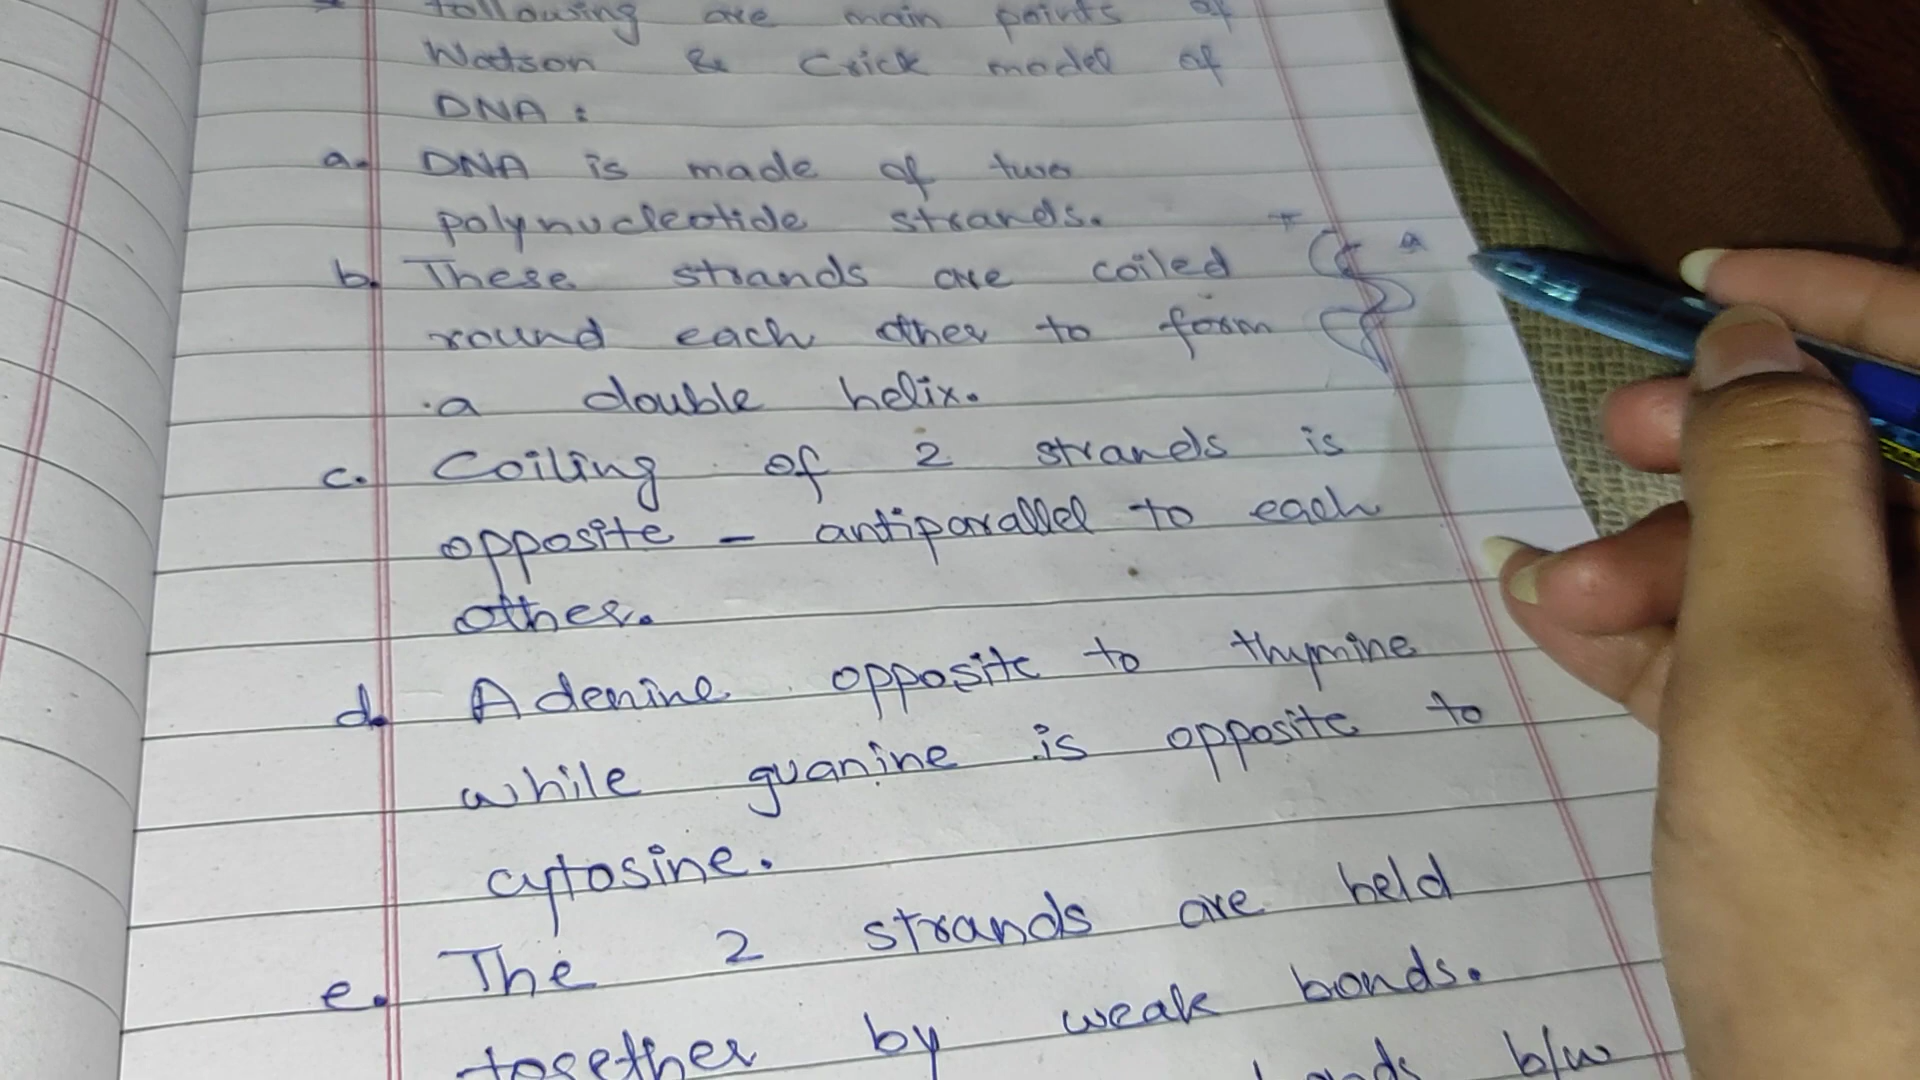 following are main points of
Watson & Crick model of
DNA :
a. DNA is made of two
polynucleotide strands.
b. These strands are coiled
round each other to form
a double helix.
c. Coiling of 2 strands is
opposite - antiparallel to each
other.
d. Adenine opposite to thymine
while guanine is opposite to
cytosine.
e. The 2 strands are held
together by weak bonds.
b/w